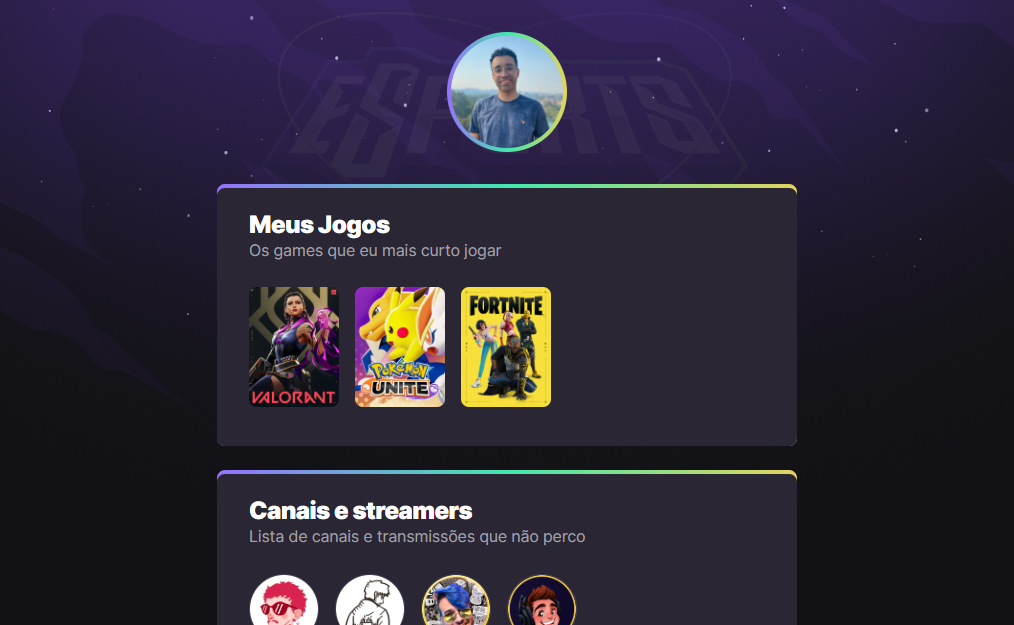 ESPORTS
Meus Jogos
Os games que eu mais curto jogar
VALORANT
POKÉMON
UNITE
FORTNITE
Canais e streamers
Lista de canais e transmissões que não perco